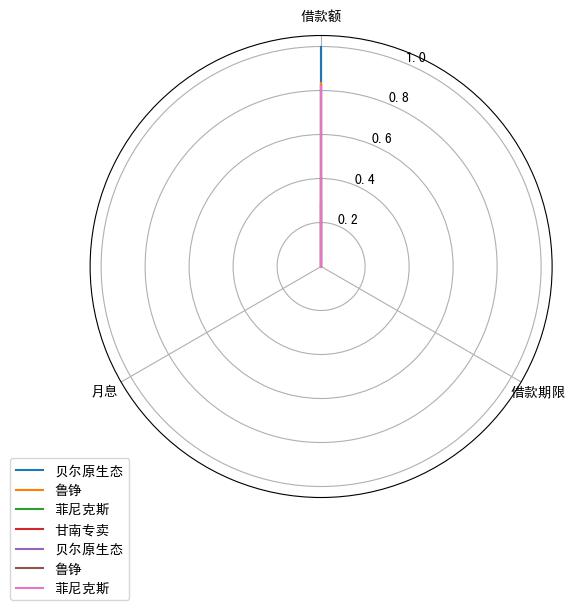 借款额
1.0
0.8
0.6
0.4
0.2
月息
借款期限
贝尔原生态
鲁铮
菲尼克斯
甘南专卖
贝尔原生态
鲁铮
菲尼克斯